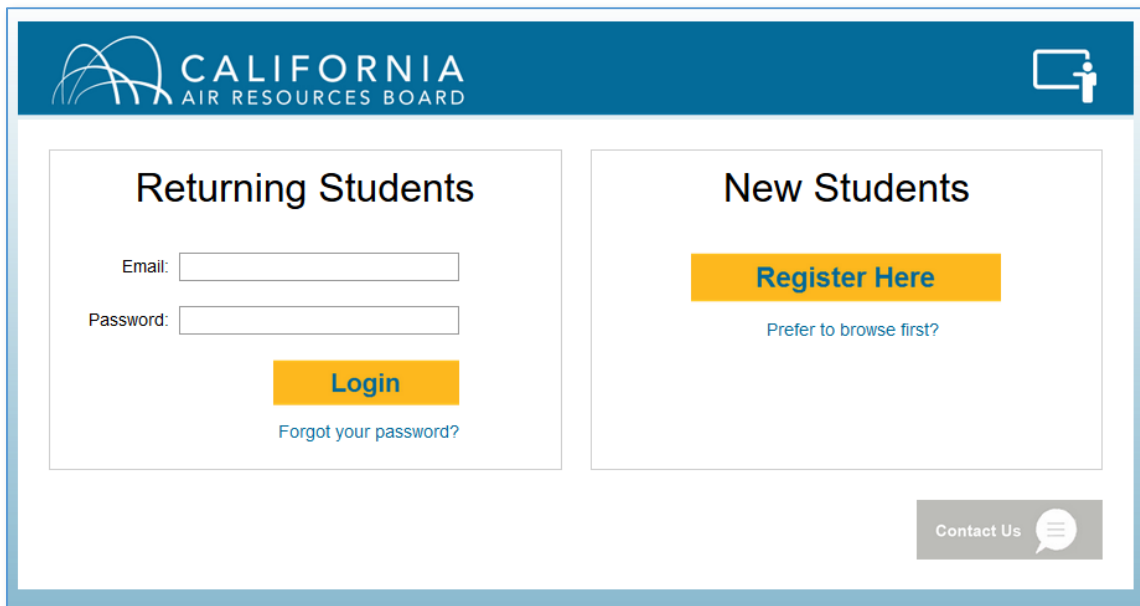 CALIFORNIA
AIR RESOURCES BOARD
Returning Students
Email:
Password:
Login
Forgot your password?
New Students
Register Here
Prefer to browse first?
Contact Us